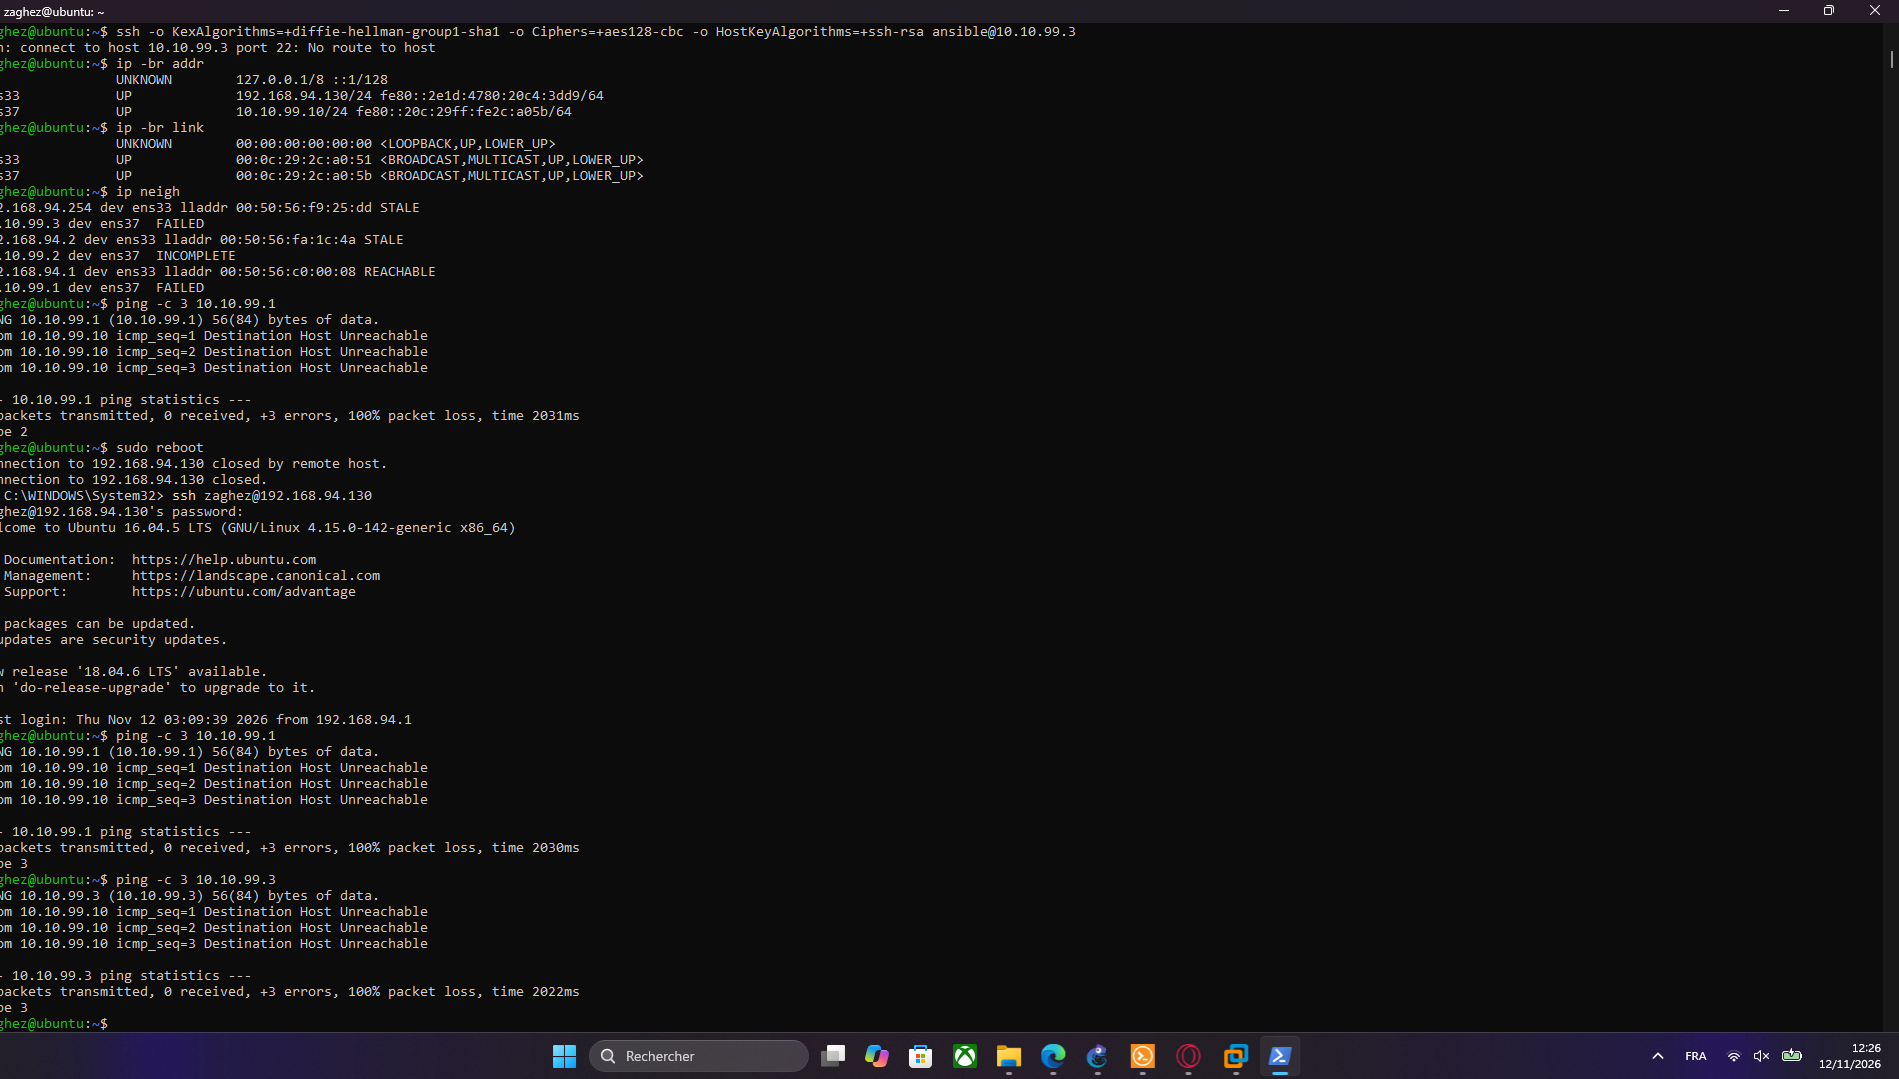 zaghez@ubuntu: ~
ghez@ubuntu:~$ ssh -o KexAlgorithms=+diffie-hellman-group1-sha1 -o Ciphers=+aes128-cbc -o HostKeyAlgorithms=+ssh-rsa ansible@10.10.99.3
h: connect to host 10.10.99.3 port 22: No route to host
ghez@ubuntu:~$ ip -br addr
UNKNOWN 127.0.0.1/8 ::1/128
s33 UP 192.168.94.130/24 fe80::2e1d:4780:20c4:3dd9/64
s37 UP 10.10.99.10/24 fe80::20c:29ff:fe2c:a05b/64
ghez@ubuntu:~$ ip -br link
UNKNOWN 00:00:00:00:00:00 <LOOPBACK,UP,LOWER_UP>
s33 UP 00:0c:29:2c:a0:51 <BROADCAST,MULTICAST,UP,LOWER_UP>
s37 UP 00:0c:29:2c:a0:5b <BROADCAST,MULTICAST,UP,LOWER_UP>
ghez@ubuntu:~$ ip neigh
2.168.94.254 dev ens33 lladdr 00:50:56:f9:25:dd STALE
.10.99.3 dev ens37  FAILED
2.168.94.2 dev ens33 lladdr 00:50:56:fa:1c:4a STALE
.10.99.2 dev ens37  INCOMPLETE
2.168.94.1 dev ens33 lladdr 00:50:56:c0:00:08 REACHABLE
.10.99.1 dev ens37  FAILED
ghez@ubuntu:~$ ping -c 3 10.10.99.1
NG 10.10.99.1 (10.10.99.1) 56(84) bytes of data.
om 10.10.99.10 icmp_seq=1 Destination Host Unreachable
om 10.10.99.10 icmp_seq=2 Destination Host Unreachable
om 10.10.99.10 icmp_seq=3 Destination Host Unreachable
- 10.10.99.1 ping statistics ---
packets transmitted, 0 received, +3 errors, 100% packet loss, time 2031ms
pe 2
ghez@ubuntu:~$ sudo reboot
nnection to 192.168.94.130 closed by remote host.
nnection to 192.168.94.130 closed.
C:\WINDOWS\System32> ssh zaghez@192.168.94.130
ghez@192.168.94.130's password:
lcome to Ubuntu 16.04.5 LTS (GNU/Linux 4.15.0-142-generic x86_64)
Documentation:  https://help.ubuntu.com
Management:     https://landscape.canonical.com
Support:        https://ubuntu.com/advantage
packages can be updated.
updates are security updates.
w release '18.04.6 LTS' available.
n 'do-release-upgrade' to upgrade to it.
st login: Thu Nov 12 03:09:39 2026 from 192.168.94.1
ghez@ubuntu:~$ ping -c 3 10.10.99.1
NG 10.10.99.1 (10.10.99.1) 56(84) bytes of data.
om 10.10.99.10 icmp_seq=1 Destination Host Unreachable
om 10.10.99.10 icmp_seq=2 Destination Host Unreachable
om 10.10.99.10 icmp_seq=3 Destination Host Unreachable
- 10.10.99.1 ping statistics ---
packets transmitted, 0 received, +3 errors, 100% packet loss, time 2030ms
pe 3
ghez@ubuntu:~$ ping -c 3 10.10.99.3
NG 10.10.99.3 (10.10.99.3) 56(84) bytes of data.
om 10.10.99.10 icmp_seq=1 Destination Host Unreachable
om 10.10.99.10 icmp_seq=2 Destination Host Unreachable
om 10.10.99.10 icmp_seq=3 Destination Host Unreachable
- 10.10.99.3 ping statistics ---
packets transmitted, 0 received, +3 errors, 100% packet loss, time 2022ms
pe 3
ghez@ubuntu:~$
Rechercher
FRA
12:26
12/11/2026